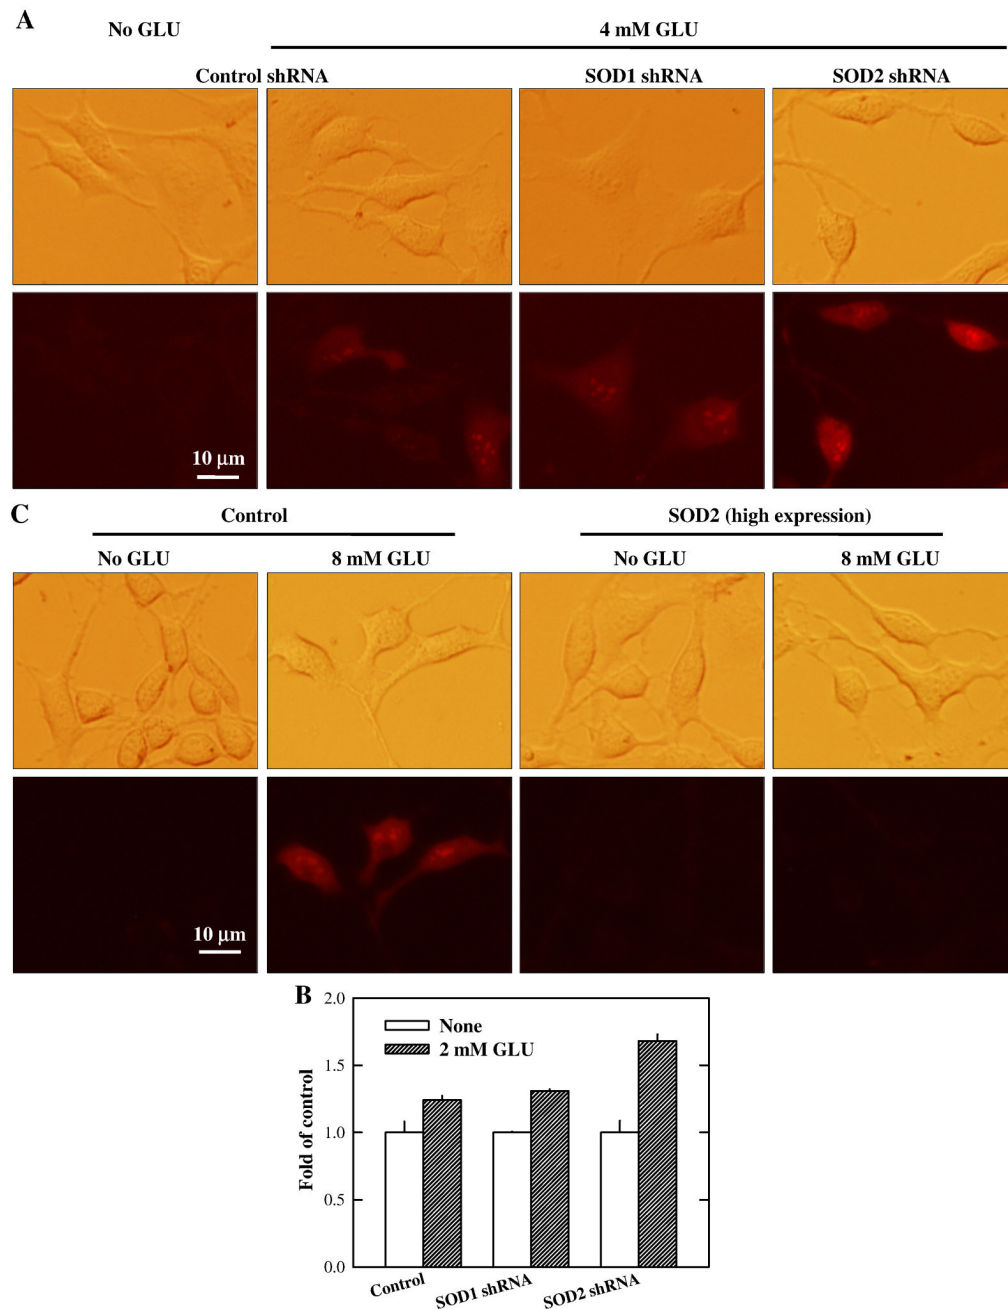 A
No GLU
4 mM GLU
Control shRNA
SOD1 shRNA
SOD2 shRNA
10 μm
C
Control
SOD2 (high expression)
No GLU
8 mM GLU
No GLU
8 mM GLU
10 μm
B
2.0
None
2 mM GLU
1.5
Fold of control
1.0
0.5
0.0
Control
SOD1 shRNA
SOD2 shRNA